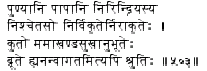 पुण्यानि पापानि निरिन्द्रियस्य
निश्चेतसो निर्विकृतेर्निराकृतेः ।
कुतो ममाखण्डसुखानुभूतेः
ब्रूते ह्यनन्वागतमित्यपि श्रुतिः ॥ ५०३॥